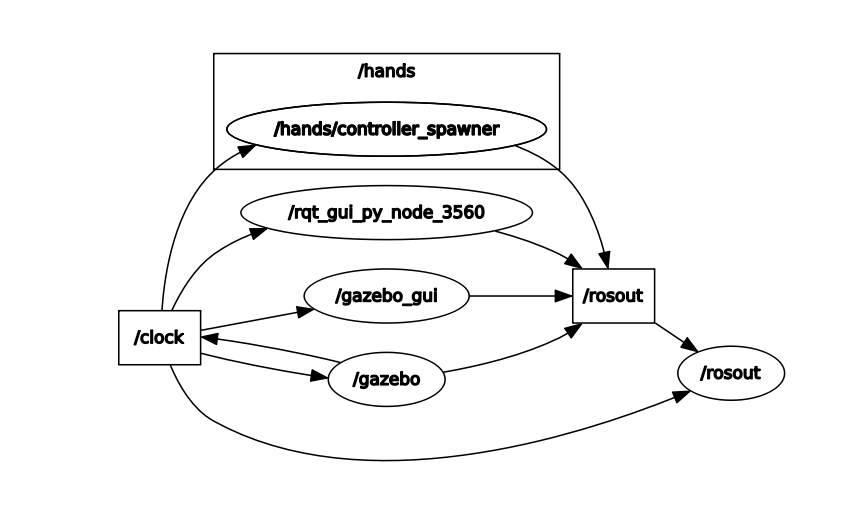 /hands
/hands/controller_spawner
/rqt_gui_py_node_3560
/gazebo_gui
/rosout
/clock
/gazebo
/rosout